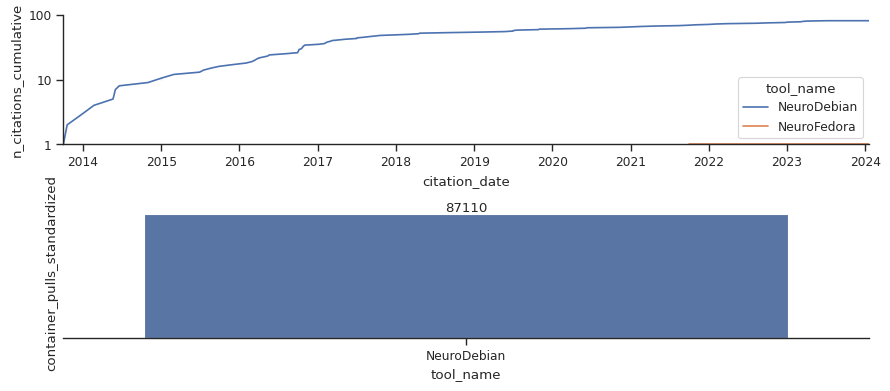 n_citations_cumulative
100
10
1
tool_name
NeuroDebian
NeuroFedora
2014 2015 2016 2017 2018 2019 2020 2021 2022 2023 2024
citation_date
container_pulls_standardized
87110
NeuroDebian
tool_name